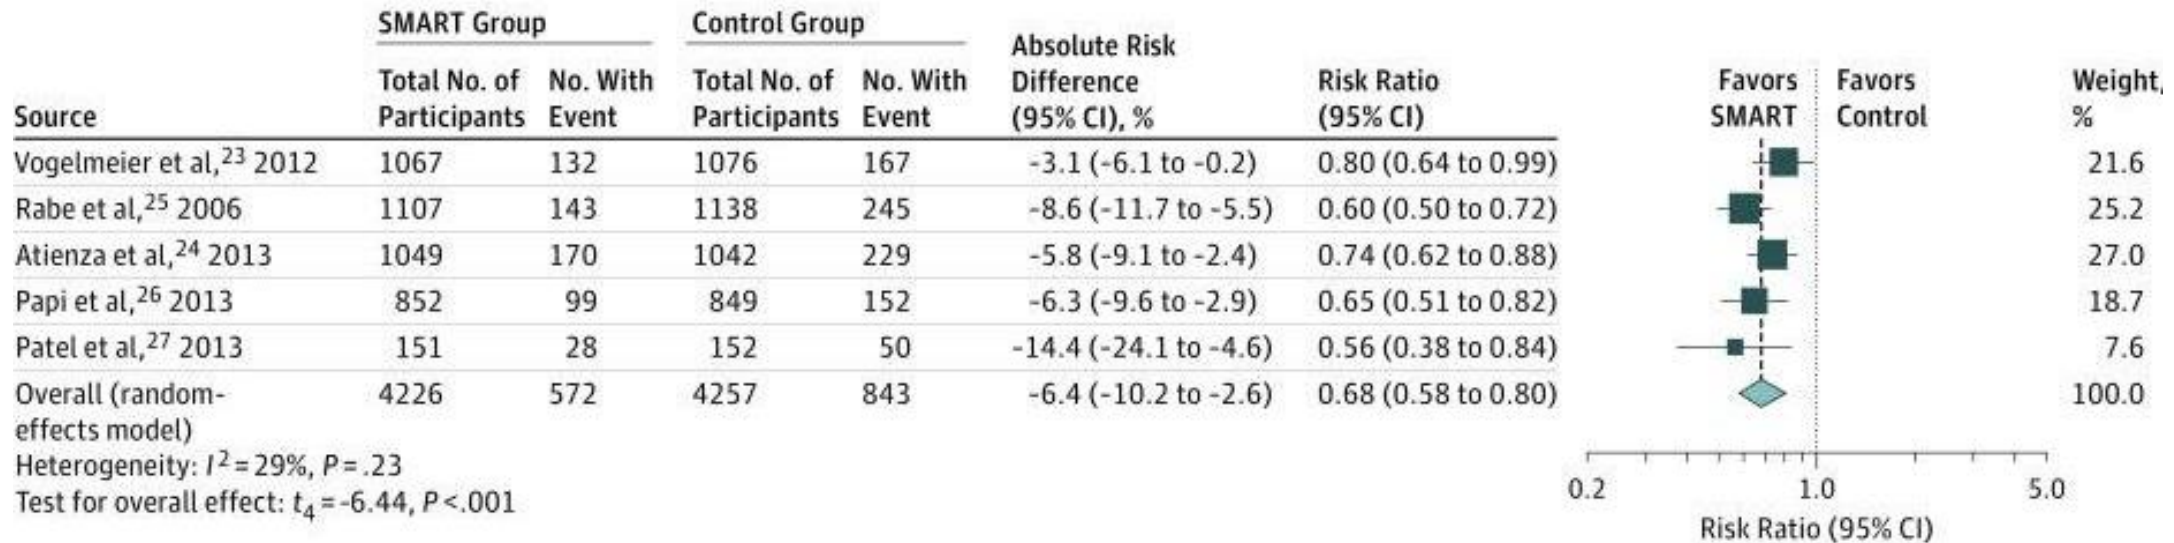 SMART Group Control Group Absolute Risk Difference (95% CI), % Risk Ratio (95% CI) Favors SMART Favors Control Weight, %
Source Total No. of Participants No. With Event Total No. of Participants No. With Event
Vogelmeier et al,23 2012 1067 132 1076 167 -3.1 (-6.1 to -0.2) 0.80 (0.64 to 0.99) 21.6
Rabe et al,25 2006 1107 143 1138 245 -8.6 (-11.7 to -5.5) 0.60 (0.50 to 0.72) 25.2
Atienza et al,24 2013 1049 170 1042 229 -5.8 (-9.1 to -2.4) 0.74 (0.62 to 0.88) 27.0
Papi et al,26 2013 852 99 849 152 -6.3 (-9.6 to -2.9) 0.65 (0.51 to 0.82) 18.7
Patel et al,27 2013 151 28 152 50 -14.4 (-24.1 to -4.6) 0.56 (0.38 to 0.84) 7.6
Overall (random- 4226 572 4257 843 -6.4 (-10.2 to -2.6) 0.68 (0.58 to 0.80) 100.0
effects model)
Heterogeneity: I2 = 29%, P = .23
Test for overall effect: t4 = -6.44, P <.001
0.2 1.0 5.0
Risk Ratio (95% CI)